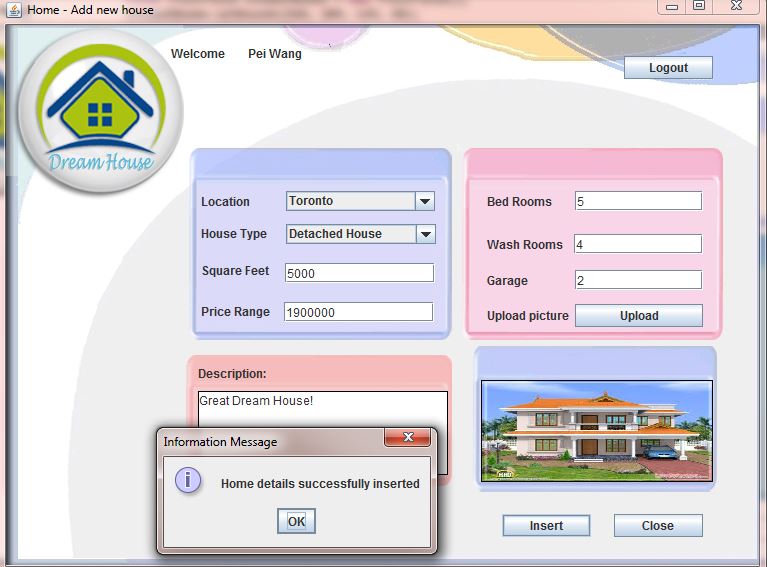 Home - Add new house
Welcome Pei Wang
Logout
Dream House
Location Toronto
House Type Detached House
Square Feet 5000
Price Range 1900000
Bed Rooms 5
Wash Rooms 4
Garage 2
Upload picture Upload
Description:
Great Dream House!
Information Message
Home details successfully inserted
OK
Insert Close